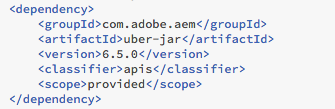 <dependency>
<groupId>com.adobe.aem</groupId>
<artifactId>uber-jar</artifactId>
<version>6.5.0</version>
<classifier>apis</classifier>
<scope>provided</scope>
</dependency>